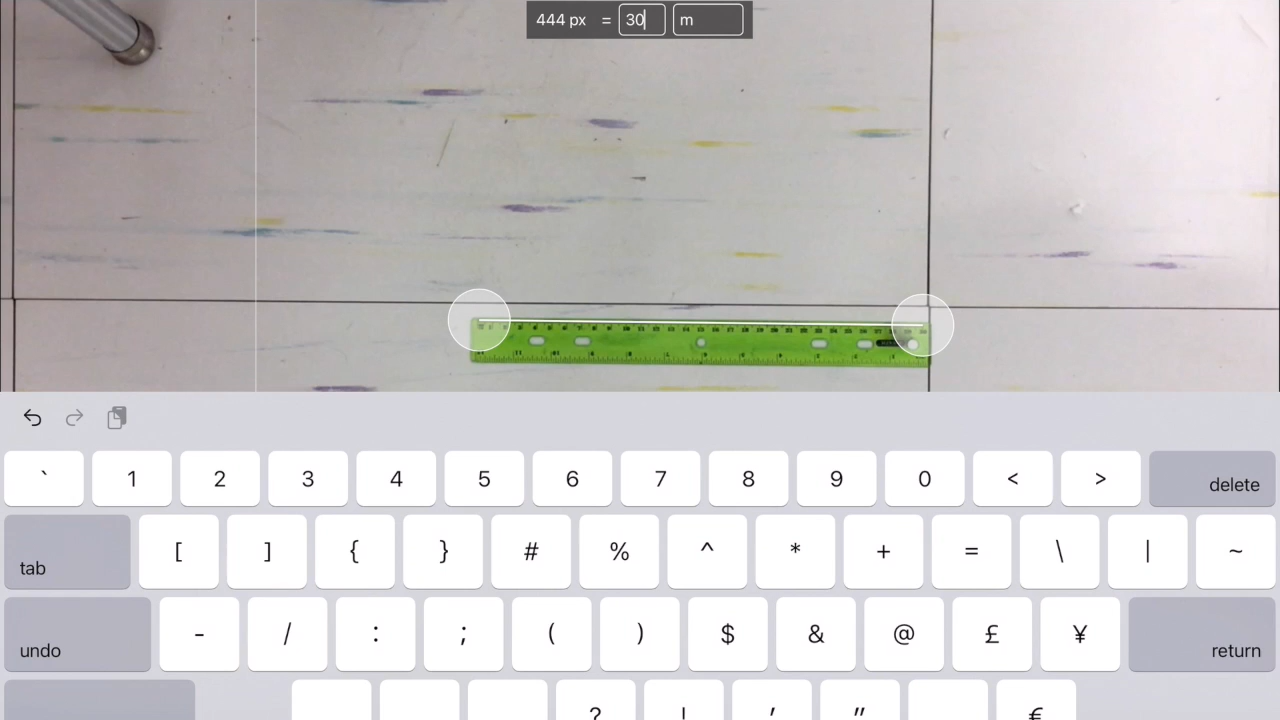 444 px = 30 m
` 1 2 3 4 5 6 7 8 9 0 < > delete
tab [ ] { } # % ^ * + = \ | ~
undo - / : ; ( ) $ & @ £ ¥ return
? ! ' " €